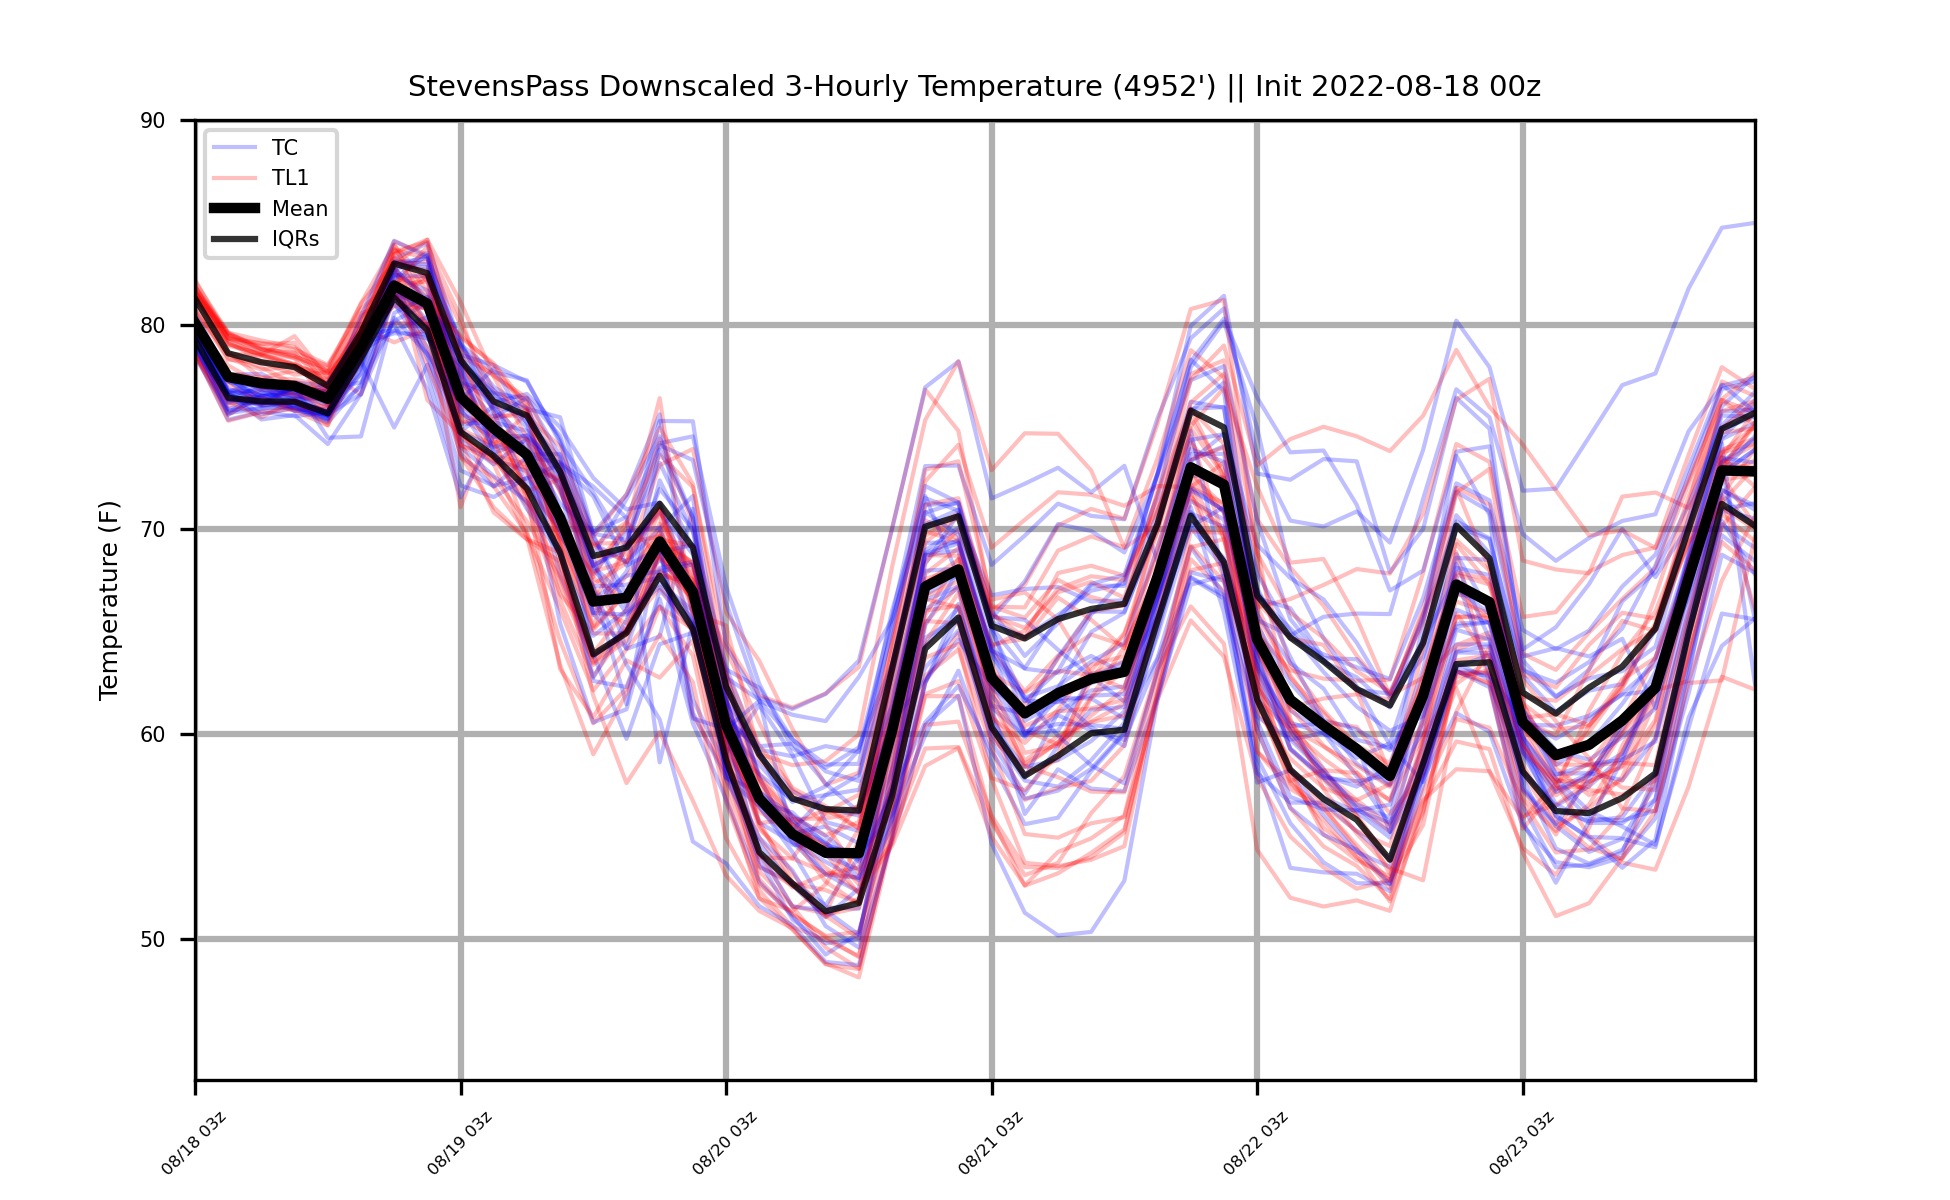 StevensPass Downscaled 3-Hourly Temperature (4952') || Init 2022-08-18 00z
TC
TL1
Mean
IQRs
Temperature (F)
90
80
70
60
50
08/18 03z
08/19 03z
08/20 03z
08/21 03z
08/22 03z
08/23 03z